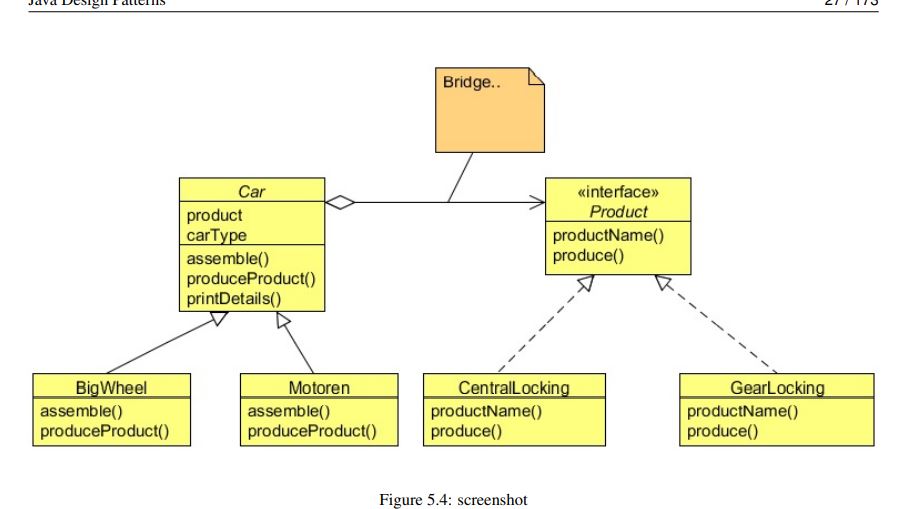 Java Design Patterns
27 / 173
Bridge..
Car
product
carType
assemble()
produceProduct()
printDetails()
«interface»
Product
productName()
produce()
BigWheel
assemble()
produceProduct()
Motoren
assemble()
produceProduct()
CentralLocking
productName()
produce()
GearLocking
productName()
produce()
Figure 5.4: screenshot